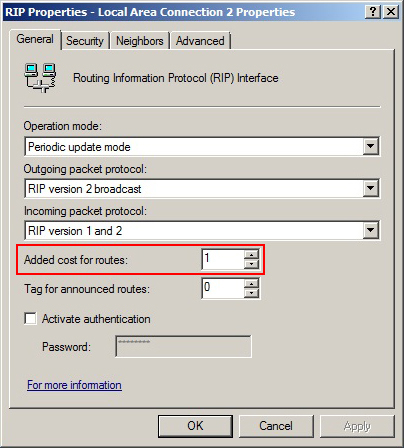 RIP Properties - Local Area Connection 2 Properties
General Security Neighbors Advanced
Routing Information Protocol (RIP) Interface
Operation mode:
Periodic update mode
Outgoing packet protocol:
RIP version 2 broadcast
Incoming packet protocol:
RIP version 1 and 2
Added cost for routes: 1
Tag for announced routes: 0
Activate authentication
Password: ********
For more information
OK Cancel Apply